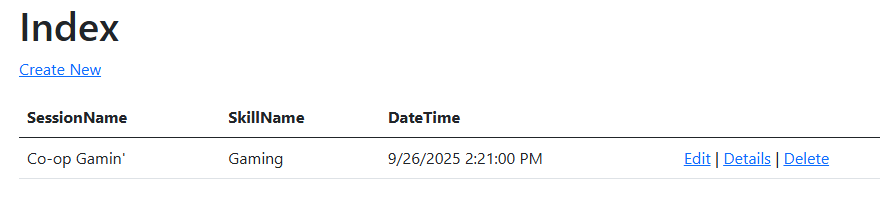 Index
Create New
SessionName SkillName DateTime
Co-op Gamin' Gaming 9/26/2025 2:21:00 PM Edit | Details | Delete